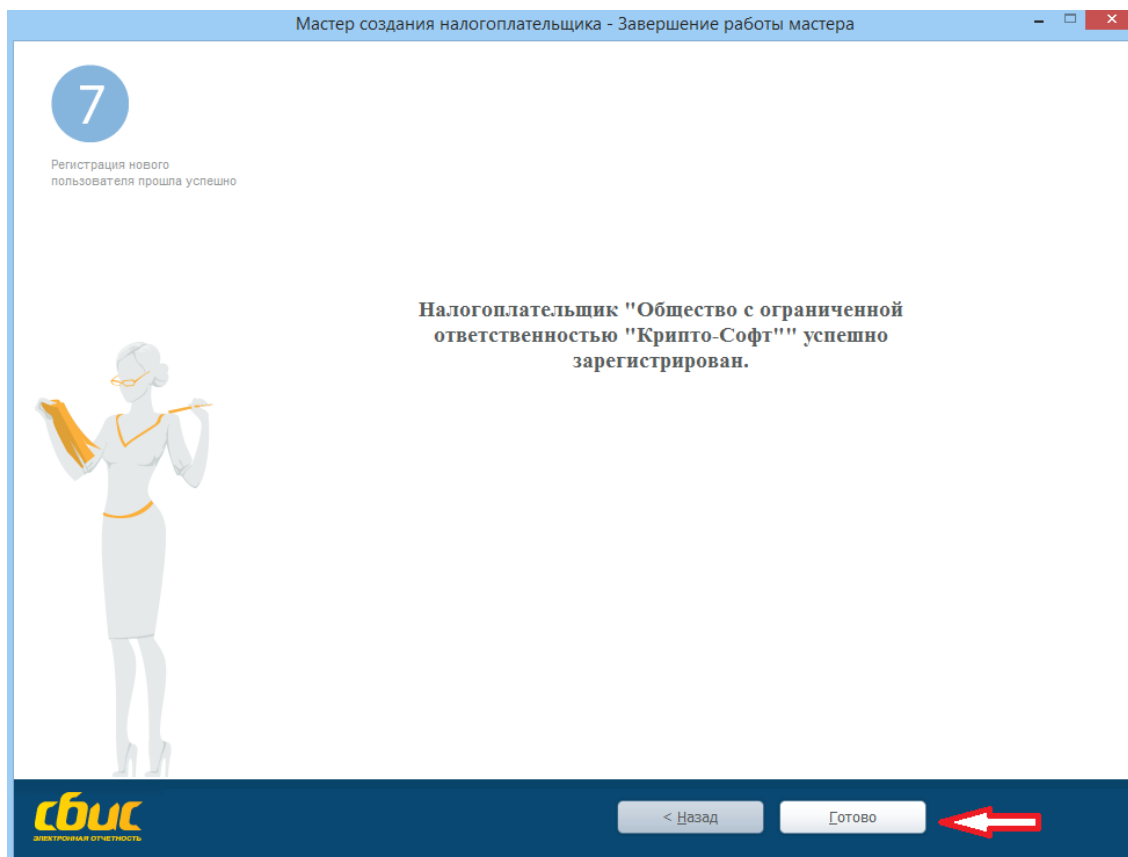 Мастер создания налогоплательщика - Завершение работы мастера
7
Регистрация нового
пользователя прошла успешно
Налогоплательщик "Общество с ограниченной
ответственностью "Крипто-Софт"" успешно
зарегистрирован.
сбис
ЭЛЕКТРОННАЯ ОТЧЕТНОСТЬ
< Назад
Готово